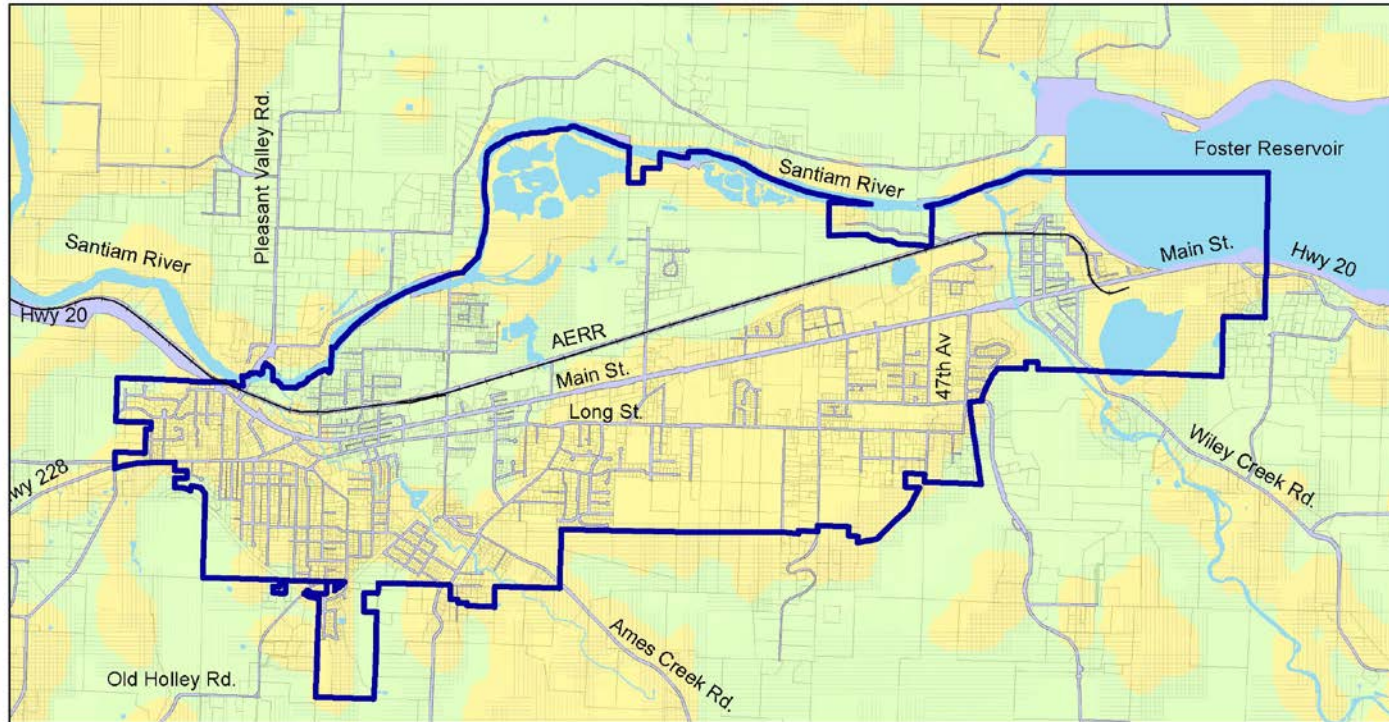 Pleasant Valley Rd.
Foster Reservoir
Santiam River
Santiam River
Main St.
Hwy 20
Hwy 20
AERR
Main St.
47th Av
Long St.
Wiley Creek Rd.
wy 228
Ames Creek Rd.
Old Holley Rd.